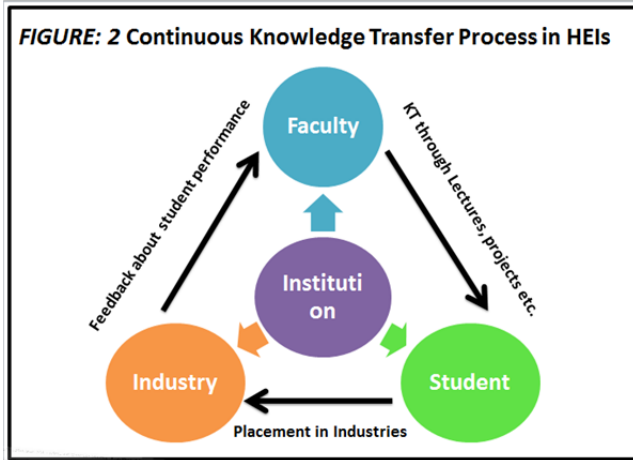 FIGURE: 2 Continuous Knowledge Transfer Process in HEIs
Faculty
Feedback about student performance
KT through Lectures, projects etc.
Instituti
on
Industry
Student
Placement in Industries